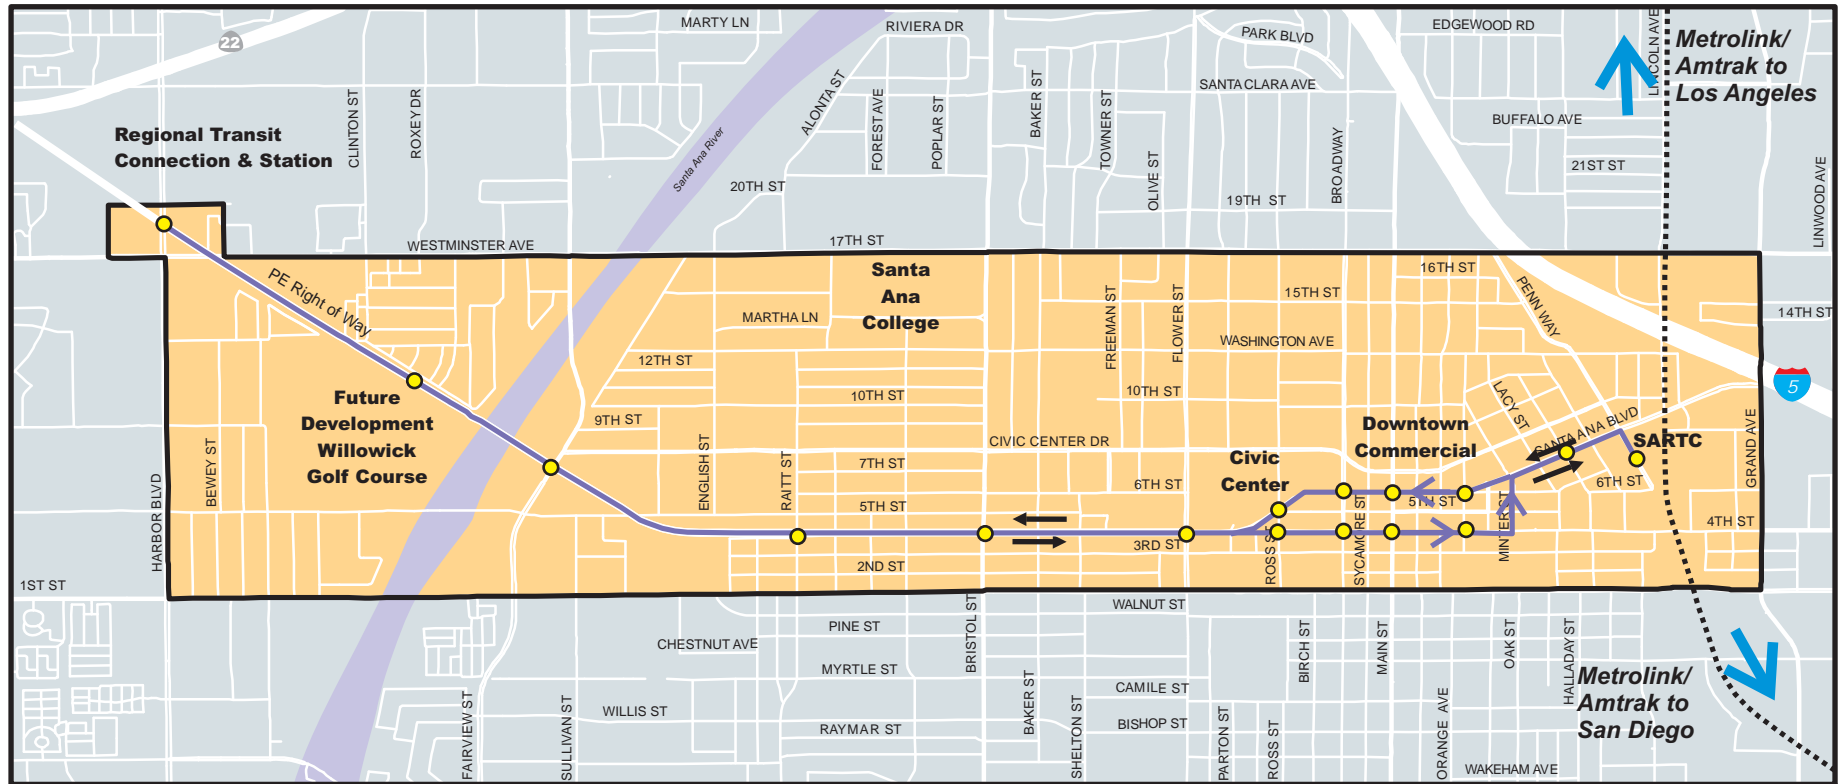 MARTY LN
RIVIERA DR
EDGEWOOD RD
LINCOLN AVE
22
PARK BLVD
Metrolink/
Amtrak to
Los Angeles
SANTA CLARA AVE
BUFFALO AVE
Regional Transit
Connection & Station
CLINTON ST
ROXEY DR
ALONTA ST
FOREST AVE
POPLAR ST
BAKER ST
TOWNER ST
OLIVE ST
BROADWAY
21ST ST
LINWOOD AVE
Santa Ana River
20TH ST
19TH ST
WESTMINSTER AVE
17TH ST
16TH ST
Santa
Ana
College
PE Right of Way
15TH ST
PENN WAY
14TH ST
MARTHA LN
FREEMAN ST
FLOWER ST
WASHINGTON AVE
12TH ST
5
Future
Development
Willowick
Golf Course
10TH ST
10TH ST
LACY ST
9TH ST
Downtown
Commercial
SANTA ANA BLVD
SARTC
GRAND AVE
CIVIC CENTER DR
BEWEY ST
ENGLISH ST
RAITT ST
7TH ST
Civic
Center
6TH ST
6TH ST
HARBOR BLVD
5TH ST
5TH ST
SYCAMORE ST
MINTER ST
4TH ST
3RD ST
ROSS ST
2ND ST
1ST ST
WALNUT ST
PINE ST
BRISTOL ST
CHESTNUT AVE
BIRCH ST
MAIN ST
OAK ST
HALLADAY ST
MYRTLE ST
CAMILE ST
Metrolink/
Amtrak to
San Diego
FAIRVIEW ST
SULLIVAN ST
WILLIS ST
BAKER ST
SHELTON ST
BISHOP ST
PARTON ST
ROSS ST
ORANGE AVE
RAYMAR ST
WAKEHAM AVE